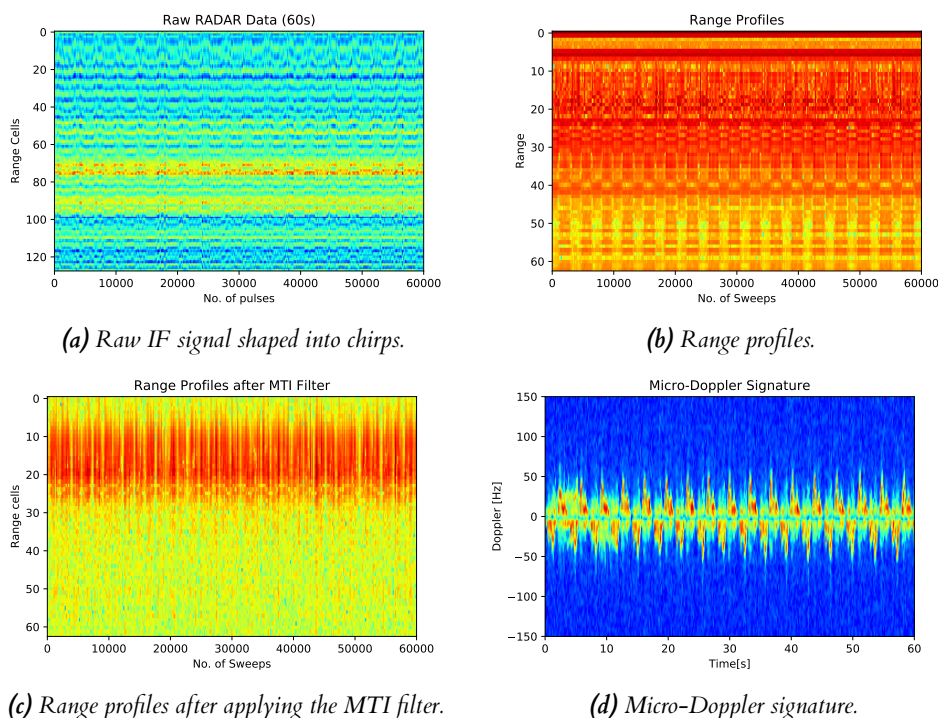 Raw RADAR Data (60s)
0
20
40
60
80
100
120
Range Cells
0 10000 20000 30000 40000 50000 60000
No. of pulses
(a) Raw IF signal shaped into chirps.
Range Profiles
0
10
20
30
40
50
60
Range
0 10000 20000 30000 40000 50000 60000
No. of Sweeps
(b) Range profiles.
Range Profiles after MTI Filter
0
10
20
30
40
50
60
Range cells
0 10000 20000 30000 40000 50000 60000
No. of Sweeps
(c) Range profiles after applying the MTI filter.
Micro-Doppler Signature
150
100
50
0
−50
−100
−150
Doppler [Hz]
0 10 20 30 40 50 60
Time[s]
(d) Micro-Doppler signature.